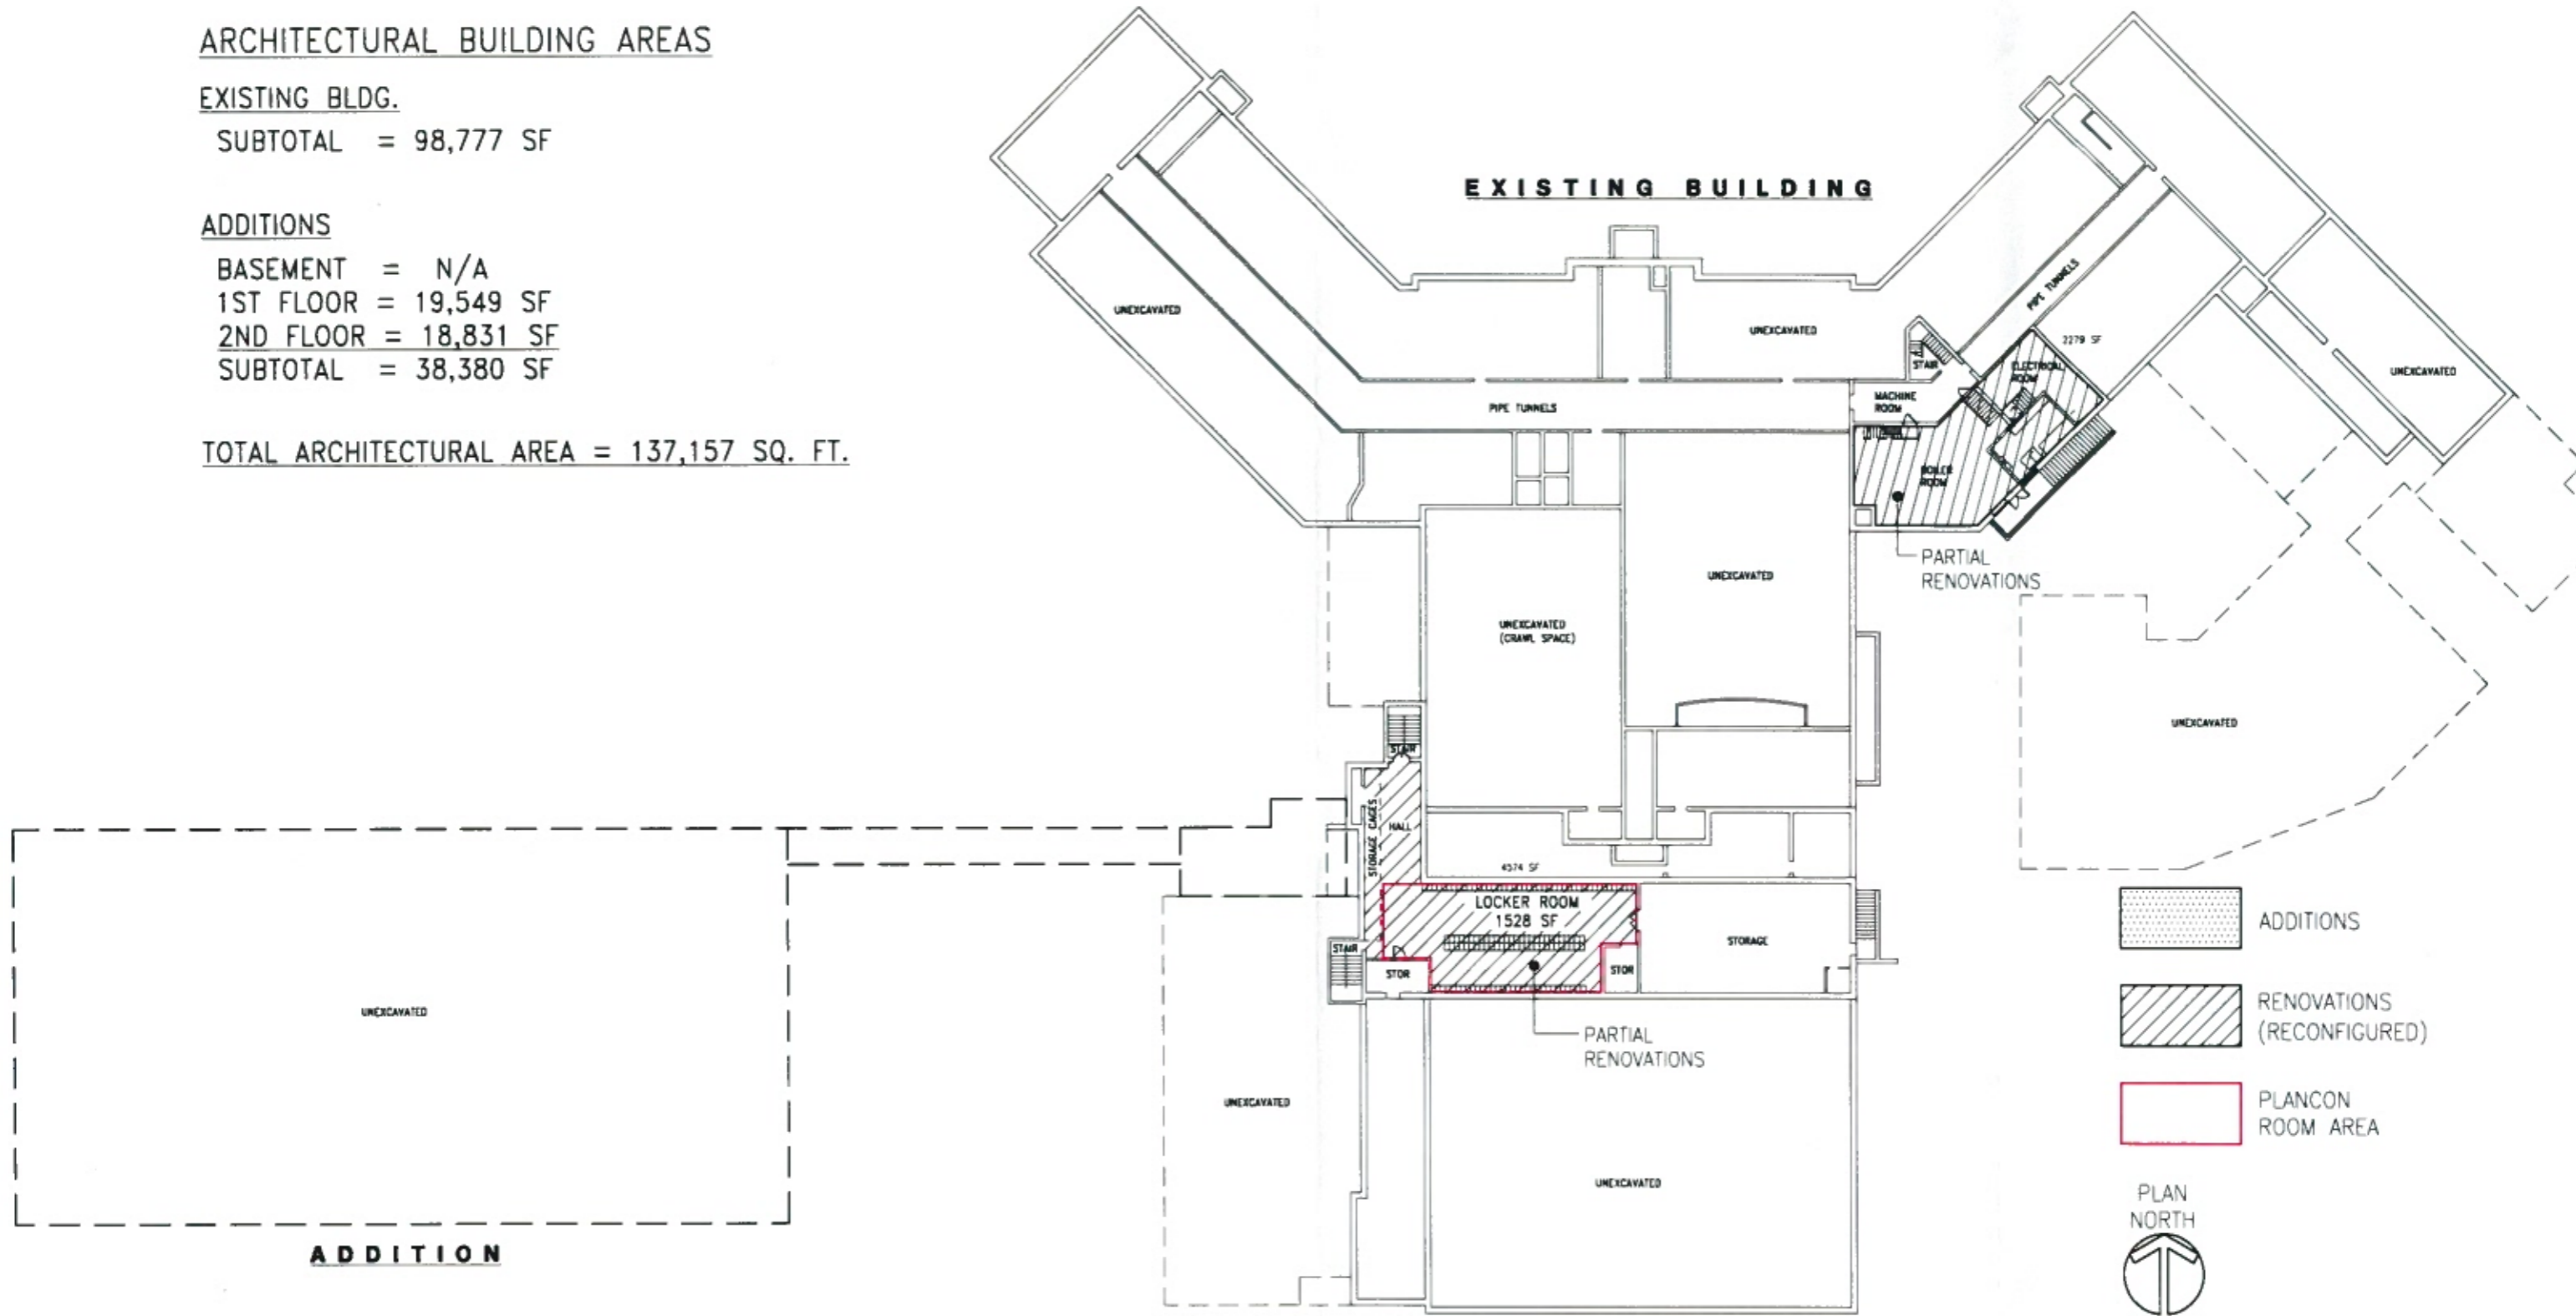 ARCHITECTURAL BUILDING AREAS
EXISTING BLDG.
SUBTOTAL = 98,777 SF
ADDITIONS
BASEMENT = N/A
1ST FLOOR = 19,549 SF
2ND FLOOR = 18,831 SF
SUBTOTAL = 38,380 SF
TOTAL ARCHITECTURAL AREA = 137,157 SQ. FT.
EXISTING BUILDING
UNEXCAVATED
UNEXCAVATED
PIPE TUNNELS
2279 SF
STAIR
ELECTRICAL
ROOM
UNEXCAVATED
MACHINE
ROOM
PIPE TUNNELS
BOILER
ROOM
PARTIAL
RENOVATIONS
UNEXCAVATED
UNEXCAVATED
(CRAWL SPACE)
UNEXCAVATED
STAIR
STORAGE CAGES
HALL
4574 SF
LOCKER ROOM
1528 SF
STORAGE
STAIR
STOR
STOR
PARTIAL
RENOVATIONS
UNEXCAVATED
UNEXCAVATED
UNEXCAVATED
ADDITION
ADDITIONS
RENOVATIONS
(RECONFIGURED)
PLANCON
ROOM AREA
PLAN
NORTH